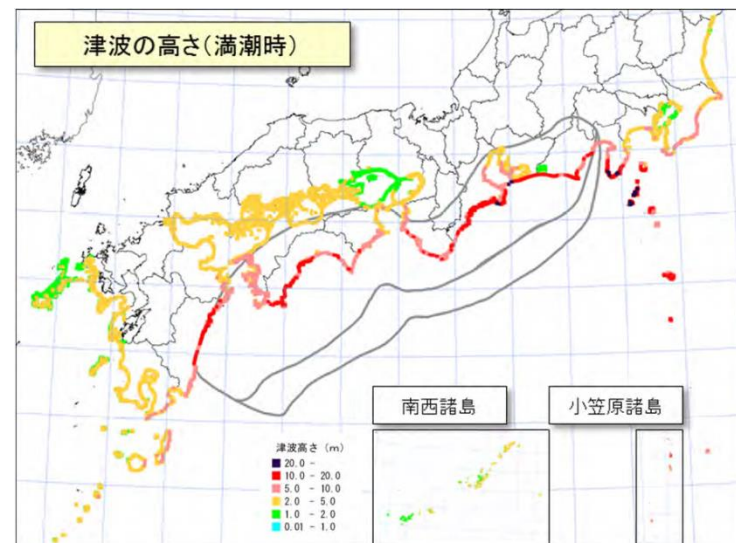 津波の高さ(満潮時)
南西諸島
小笠原諸島
津波高さ (m)
20.0 -
10.0 - 20.0
5.0 - 10.0
2.0 - 5.0
1.0 - 2.0
0.01 - 1.0